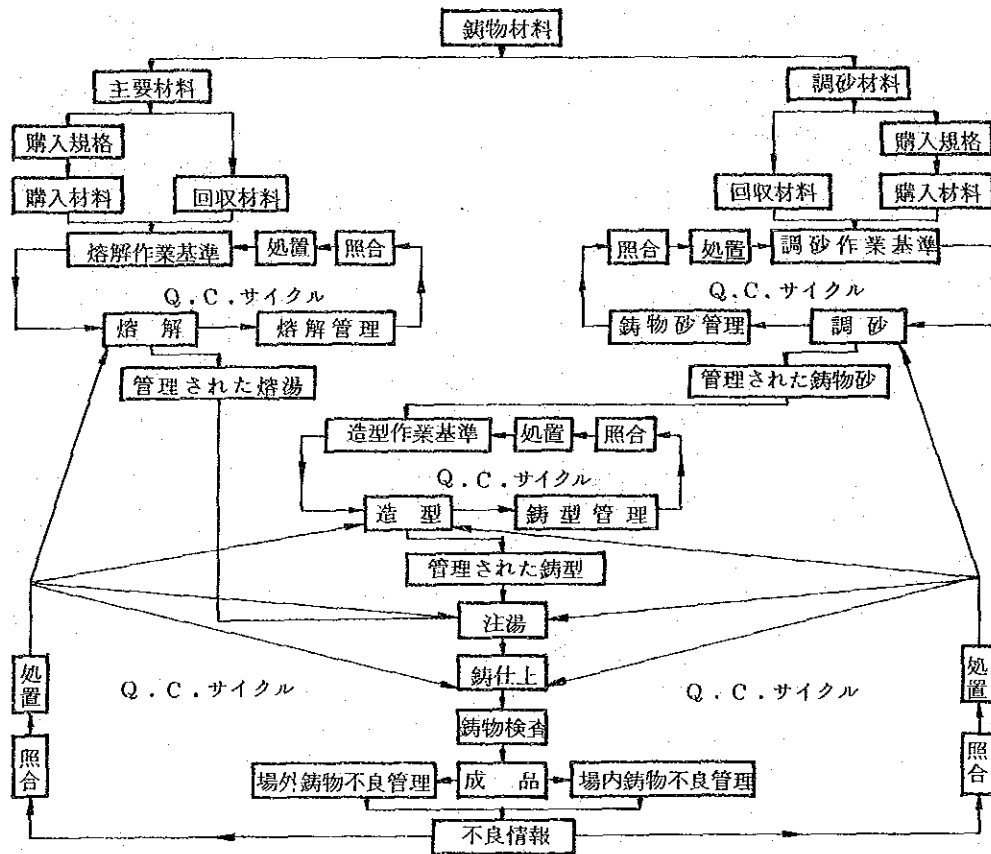 鋳物材料
主要材料
調砂材料
購入規格
購入規格
購入材料
回収材料
回収材料
購入材料
熔解作業基準
処置
照合
照合
処置
調砂作業基準
Q.C.サイクル
Q.C.サイクル
熔解
熔解管理
鋳物砂管理
調砂
管理された熔湯
管理された鋳物砂
造型作業基準
処置
照合
Q.C.サイクル
造型
鋳型管理
管理された鋳型
注湯
鋳仕上
処置
Q.C.サイクル
Q.C.サイクル
処置
鋳物検査
照合
照合
場外鋳物不良管理
成品
場内鋳物不良管理
不良情報